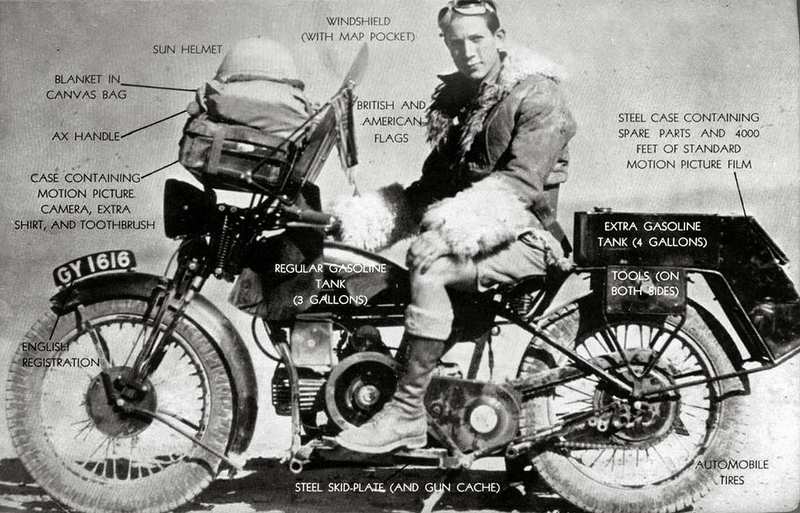 WINDSHIELD
(WITH MAP POCKET)
SUN HELMET
BLANKET IN
CANVAS BAG
AX HANDLE
BRITISH AND
AMERICAN
FLAGS
CASE CONTAINING
MOTION PICTURE
CAMERA, EXTRA
SHIRT, AND TOOTHBRUSH
STEEL CASE CONTAINING
SPARE PARTS AND 4000
FEET OF STANDARD
MOTION PICTURE FILM
EXTRA GASOLINE
TANK (4 GALLONS)
TOOLS (ON
BOTH SIDES)
REGULAR GASOLINE
TANK
(3 GALLONS)
GY 1616
ENGLISH
REGISTRATION
AUTOMOBILE
TIRES
STEEL SKID-PLATE (AND GUN CACHE)